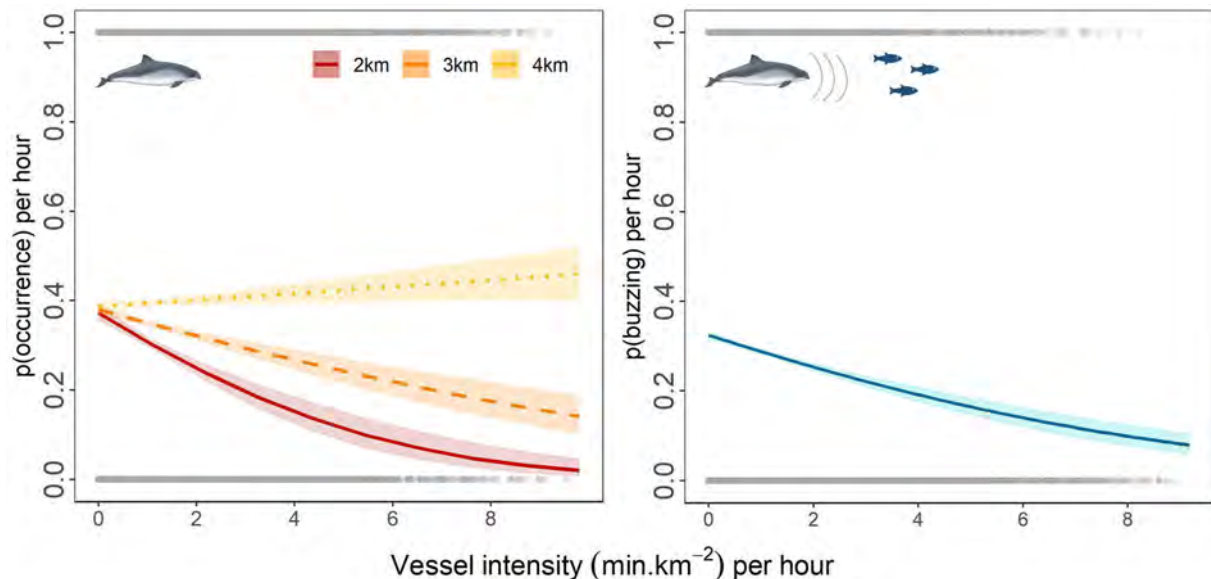 2km 3km 4km
p(occurrence) per hour
1.0
0.8
0.6
0.4
0.2
0.0
0 2 4 6 8
p(buzzing) per hour
1.0
0.8
0.6
0.4
0.2
0.0
0 2 4 6 8
Vessel intensity (min.km⁻²) per hour